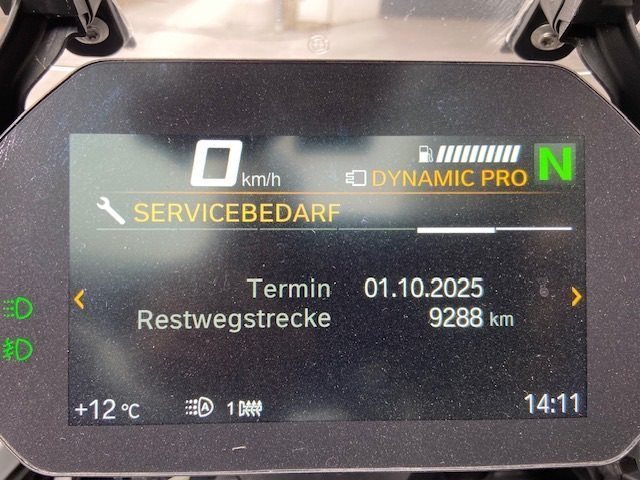 0 km/h
N
DYNAMIC PRO
SERVICEBEDARF
Termin 01.10.2025
Restwegstrecke 9288 km
+12 °C A 1 14:11